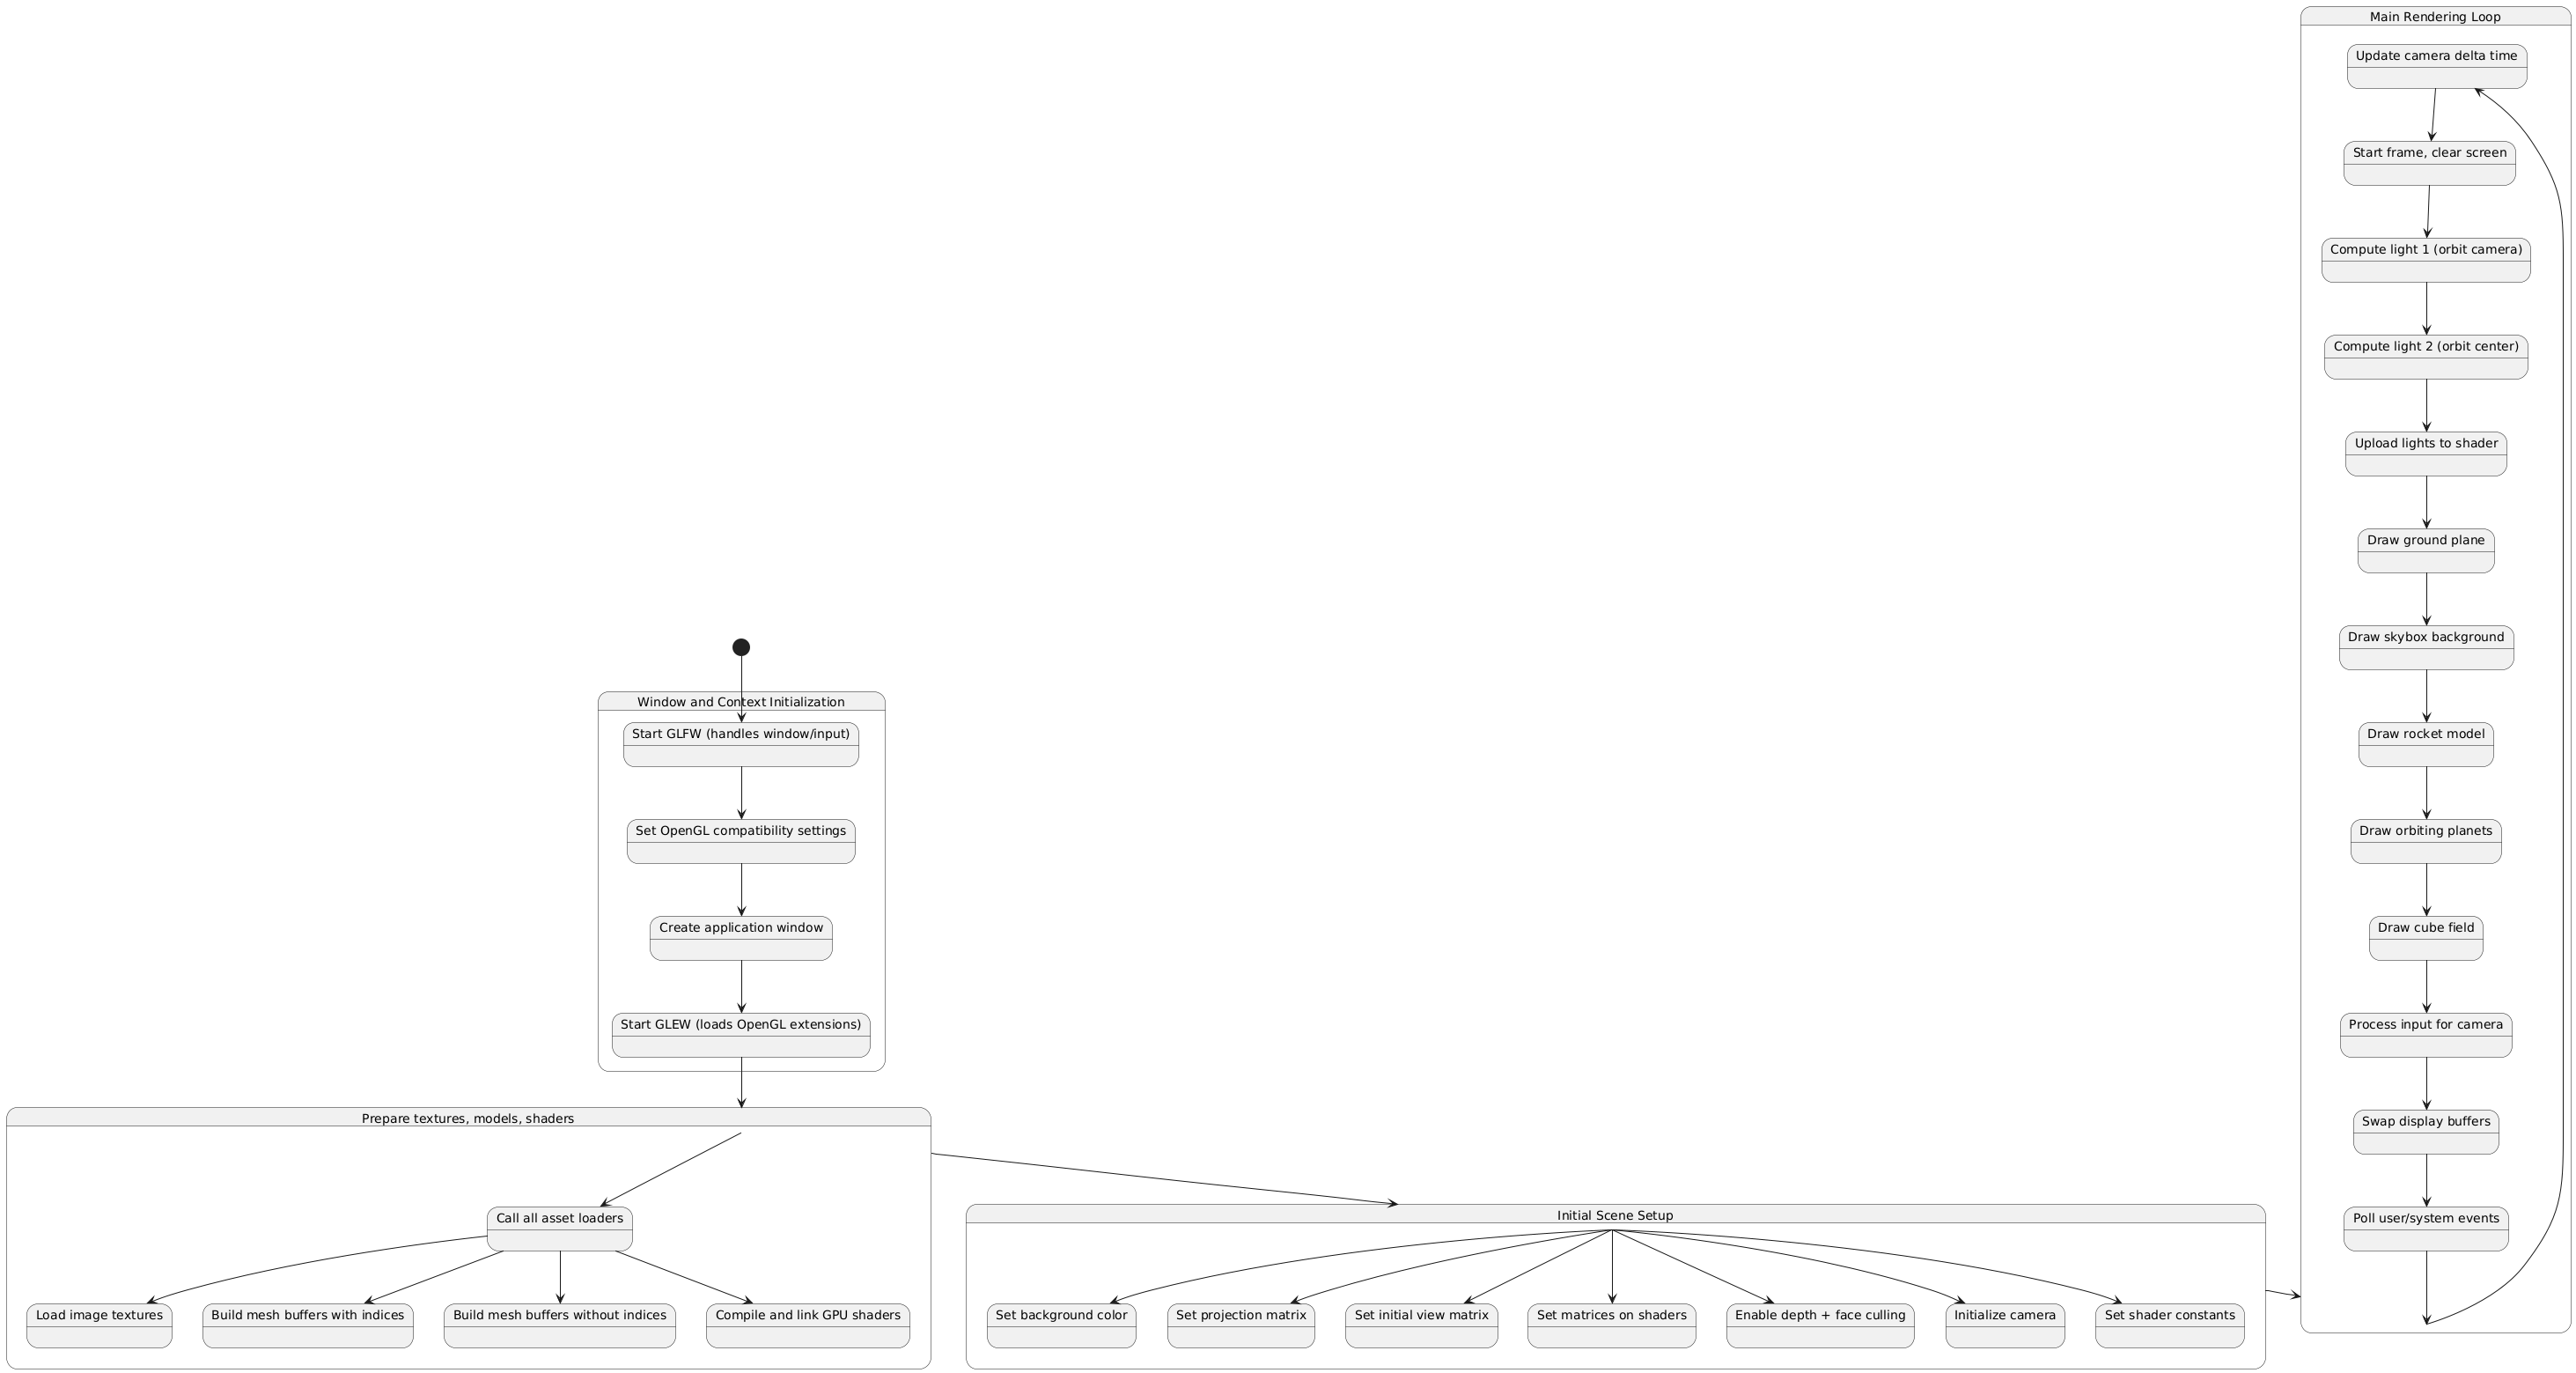 Main Rendering Loop
Update camera delta time
Start frame, clear screen
Compute light 1 (orbit camera)
Compute light 2 (orbit center)
Upload lights to shader
Draw ground plane
Draw skybox background
Draw rocket model
Draw orbiting planets
Draw cube field
Process input for camera
Swap display buffers
Poll user/system events
Window and Context Initialization
Start GLFW (handles window/input)
Set OpenGL compatibility settings
Create application window
Start GLEW (loads OpenGL extensions)
Prepare textures, models, shaders
Call all asset loaders
Load image textures
Build mesh buffers with indices
Build mesh buffers without indices
Compile and link GPU shaders
Initial Scene Setup
Set background color
Set projection matrix
Set initial view matrix
Set matrices on shaders
Enable depth + face culling
Initialize camera
Set shader constants